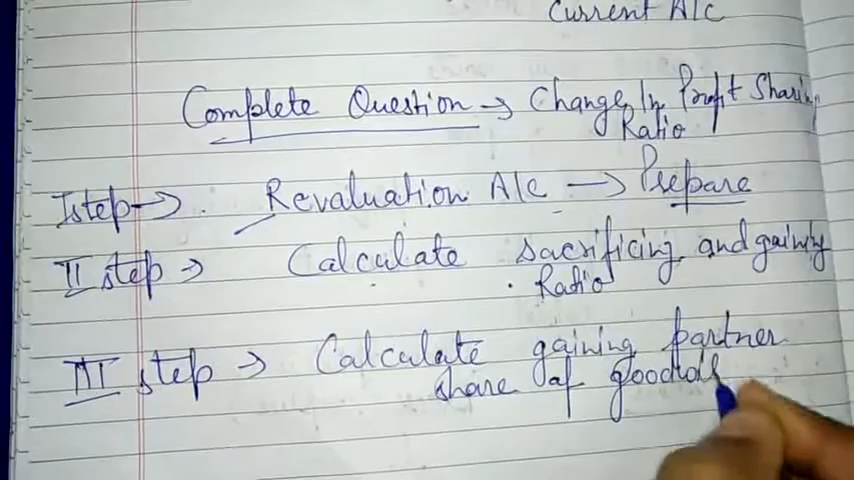 Current A/c
Complete Question → Change In Profit Sharing
Ratio
I step → Revaluation A/c → Prepare
II step → Calculate sacrificing and gaining
Ratio
III step → Calculate gaining partner
share of